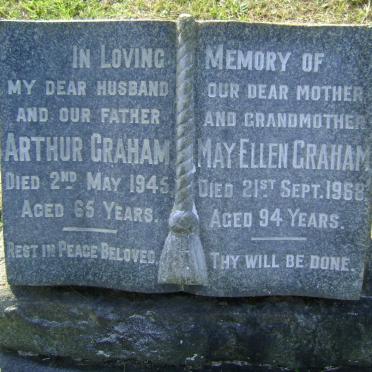 In Loving Memory of
My dear husband
and our father
Arthur Graham
Died 2nd May 1945
Aged 65 Years.
Rest in Peace Beloved.
Our dear mother
and grandmother
May Ellen Graham
Died 21st Sept. 1968
Aged 94 Years.
Thy will be done.